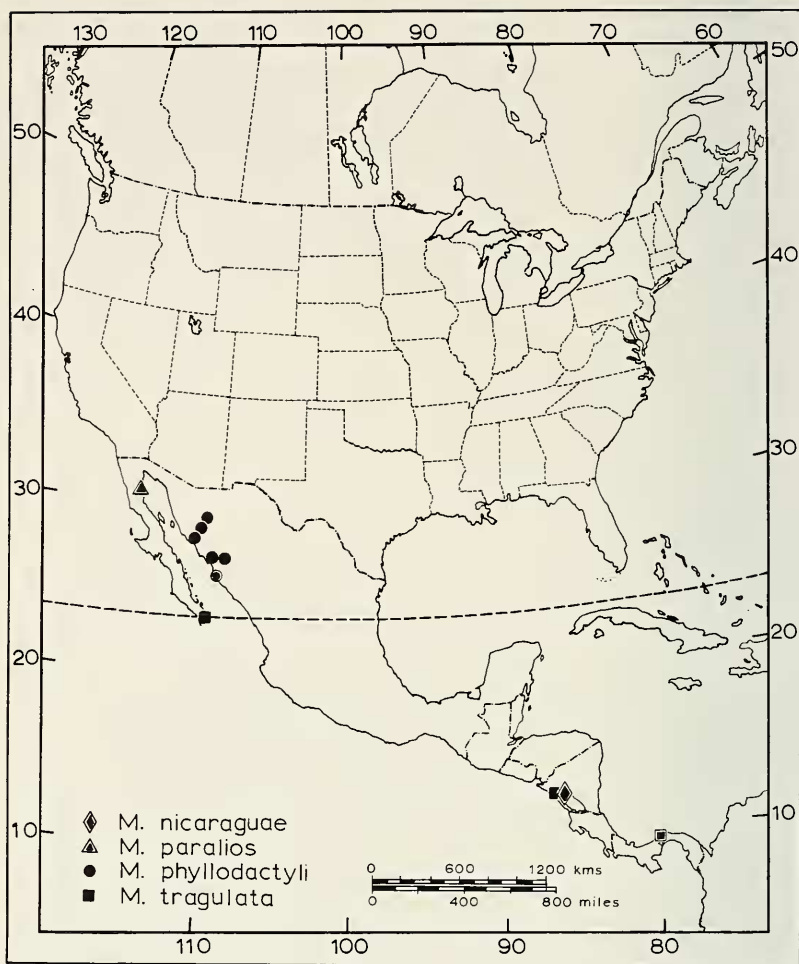 130 120 110 100 90 80 70 60
50
50
40
40
30
30
20
20
10
10
◊ M. nicaraguae
△ M. paralios
● M. phyllodactyli
■ M. tragulata
0 600 1200 kms
0 400 800 miles
110 100 90 80